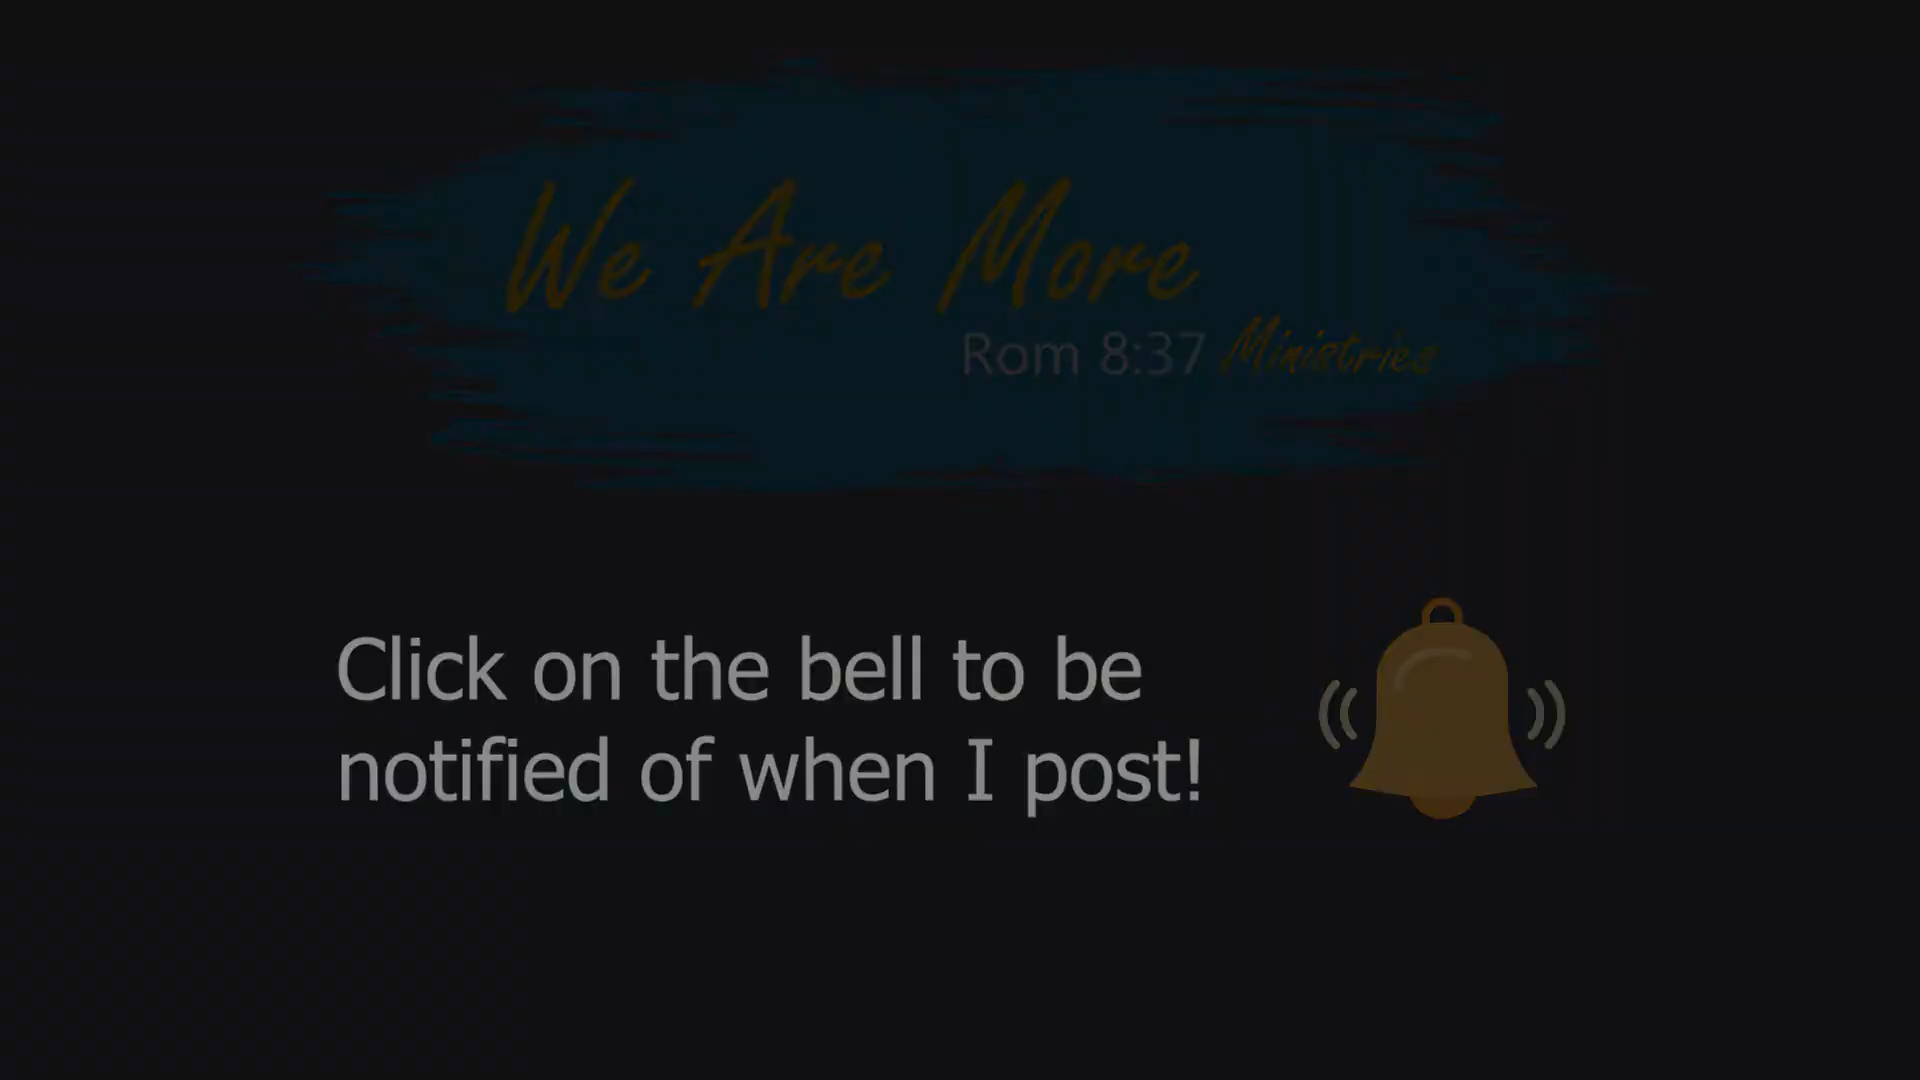 We Are More
Rom 8:37 Ministries
Click on the bell to be
notified of when I post!